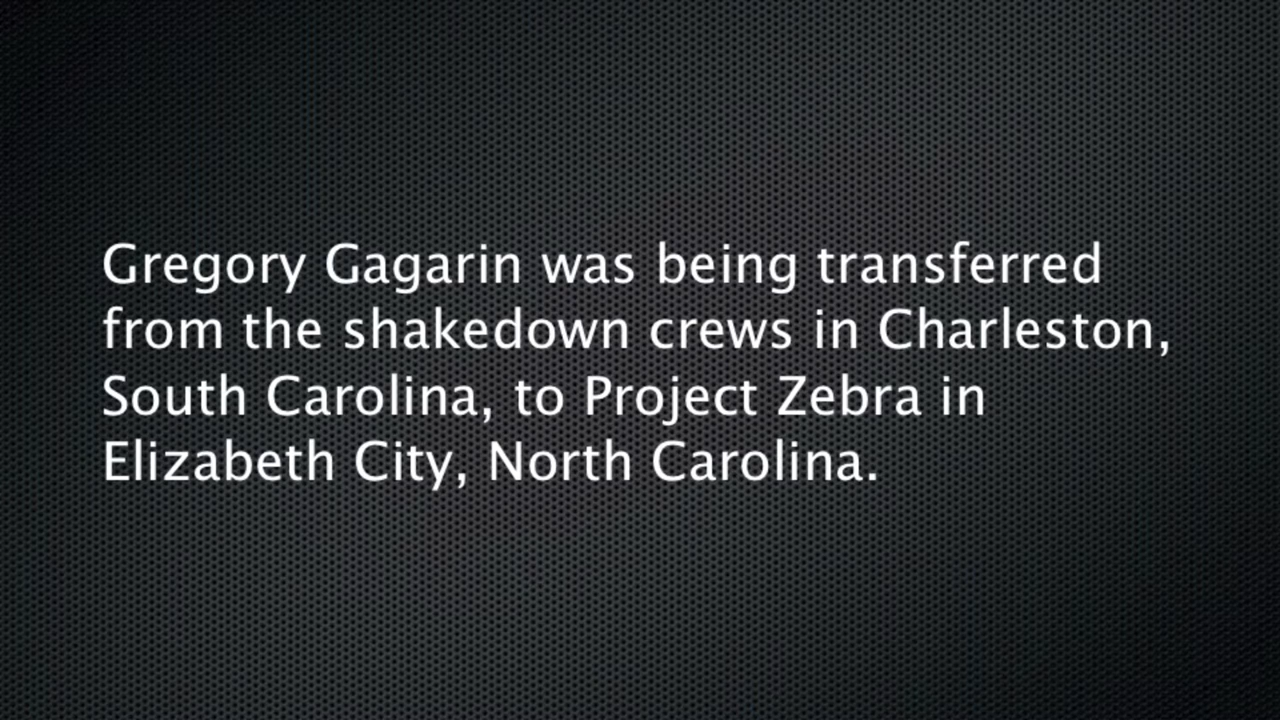 Gregory Gagarin was being transferred
from the shakedown crews in Charleston,
South Carolina, to Project Zebra in
Elizabeth City, North Carolina.